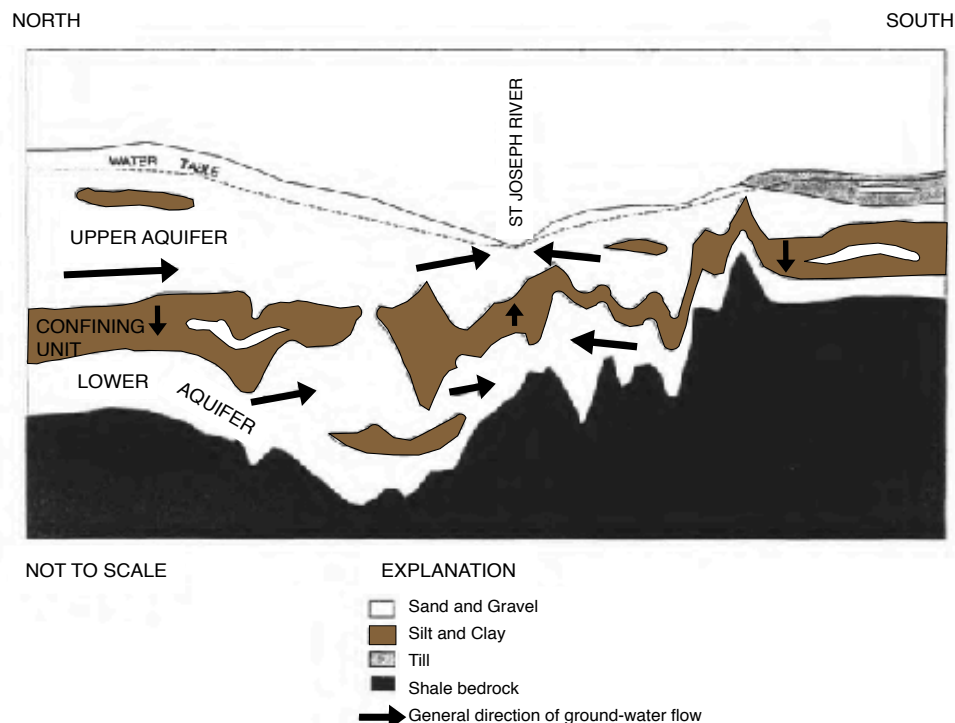 NORTH
SOUTH
ST JOSEPH RIVER
WATER TABLE
UPPER AQUIFER
CONFINING
UNIT
LOWER
AQUIFER
NOT TO SCALE
EXPLANATION
Sand and Gravel
Silt and Clay
Till
Shale bedrock
General direction of ground-water flow